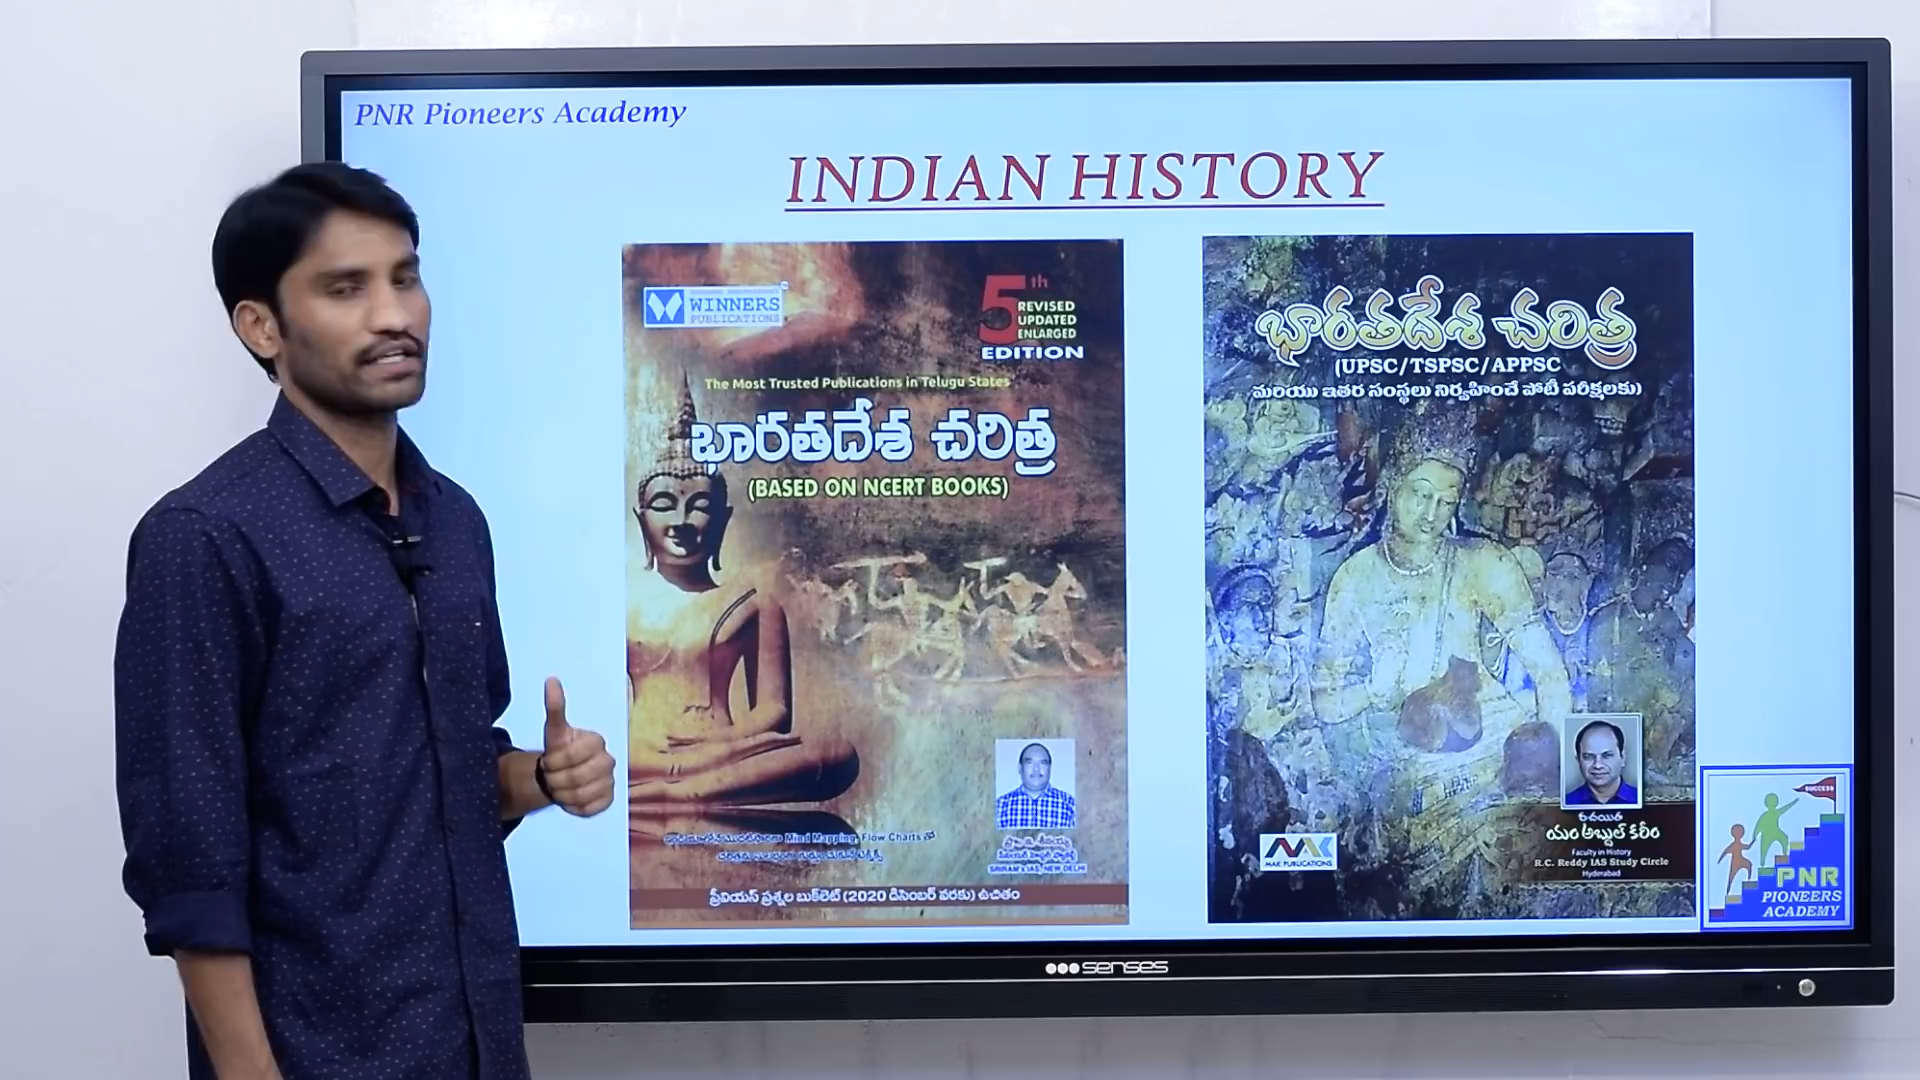 PNR Pioneers Academy
INDIAN HISTORY
WINNERS
PUBLICATIONS
5th
REVISED
UPDATED
ENLARGED
EDITION
The Most Trusted Publications in Telugu States
భారతదేశ చరిత్ర
(BASED ON NCERT BOOKS)
Mind Mapping, Flow Charts తో
SRIRAM's IAS, NEW DELHI
ప్రీవియస్ ప్రశ్నల బుక్‌లెట్ (2020 డిసెంబర్ వరకు) ఉచితం
భారతదేశ చరిత్ర
(UPSC/TSPSC/APPSC
మరియు ఇతర సంస్థలు నిర్వహించే పోటీ పరీక్షలకు)
రచయిత
యం అబ్దుల్ కరీం
Faculty in History
R.C. Reddy IAS Study Circle
Hyderabad
MAK
MAK PUBLICATIONS
SUCCESS
PNR
PIONEERS
ACADEMY
senses